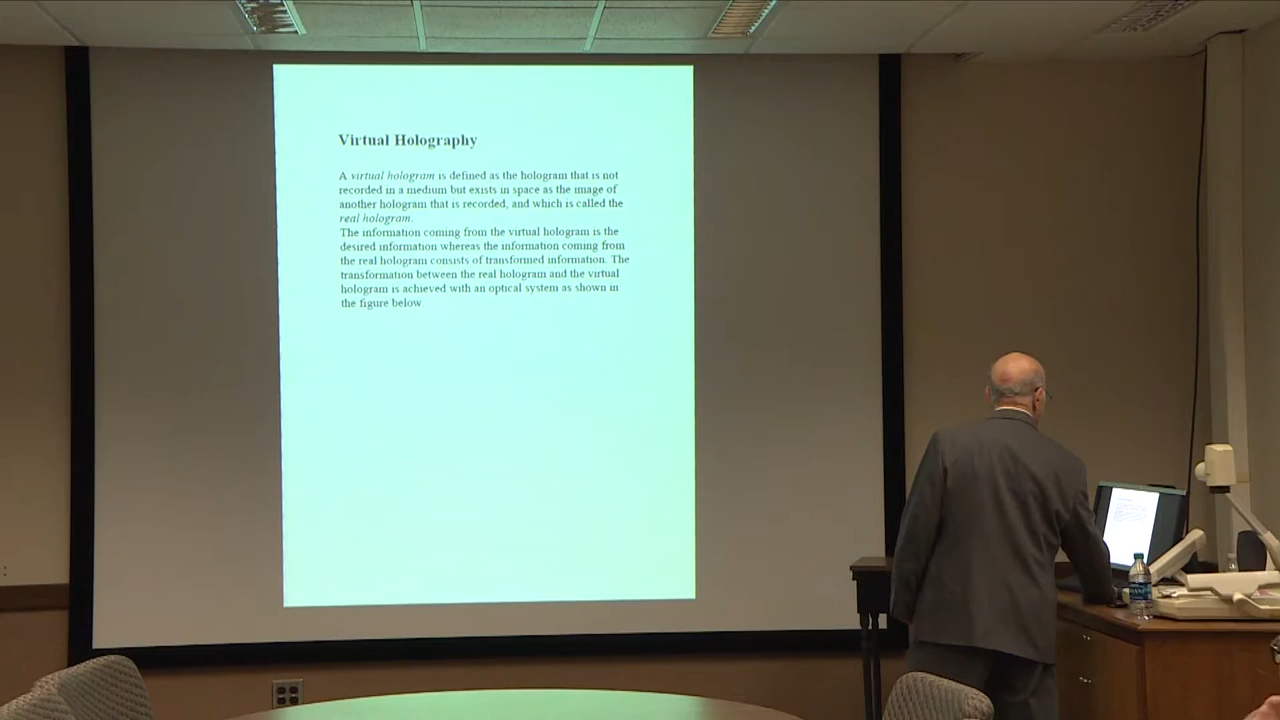 Virtual Holography
A virtual hologram is defined as the hologram that is not
recorded in a medium but exists in space as the image of
another hologram that is recorded, and which is called the
real hologram.
The information coming from the virtual hologram is the
desired information whereas the information coming from
the real hologram consists of transformed information. The
transformation between the real hologram and the virtual
hologram is achieved with an optical system as shown in
the figure below.